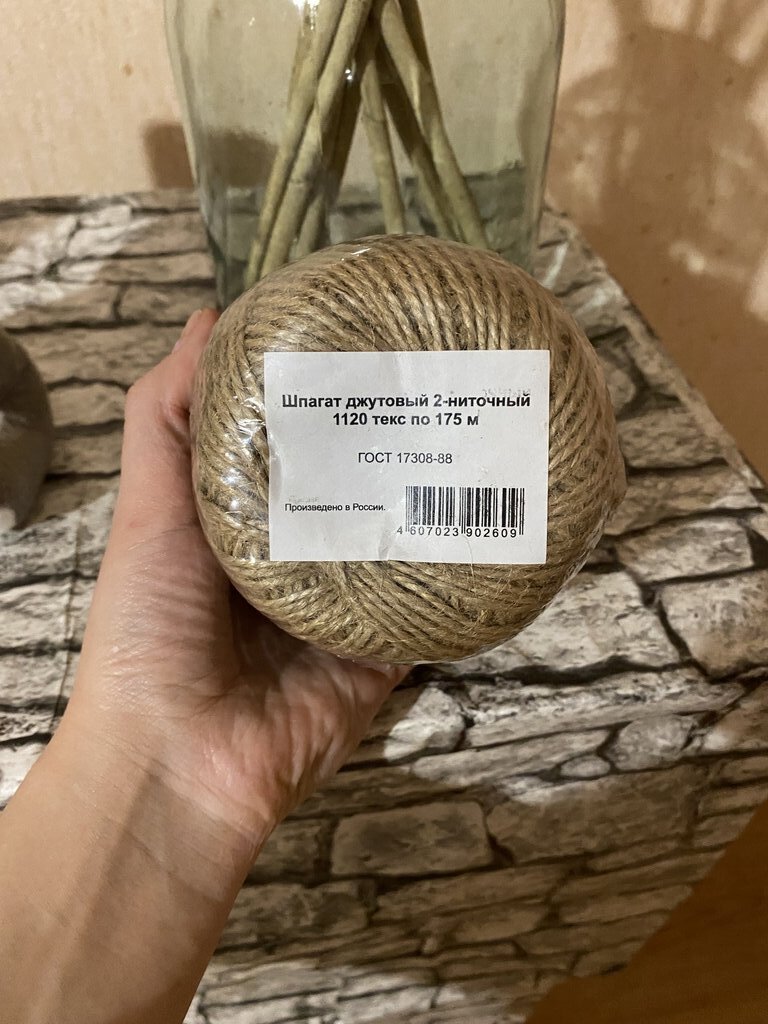 Шпагат джутовый 2-ниточный
1120 текс по 175 м
ГОСТ 17308-88
Произведено в России.
4 607023 902609